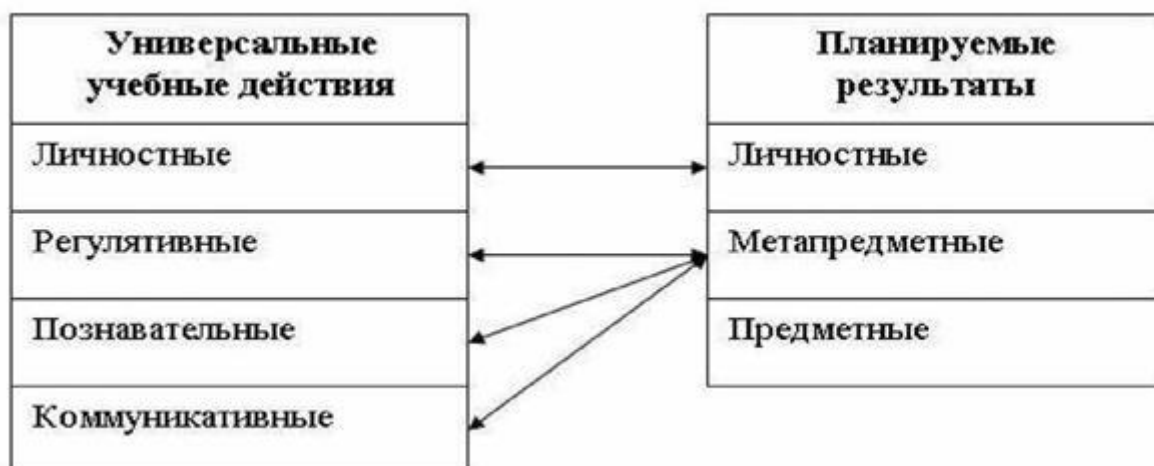 Универсальные
учебные действия
Личностные
Регулятивные
Познавательные
Коммуникативные
Планируемые
результаты
Личностные
Метапредметные
Предметные